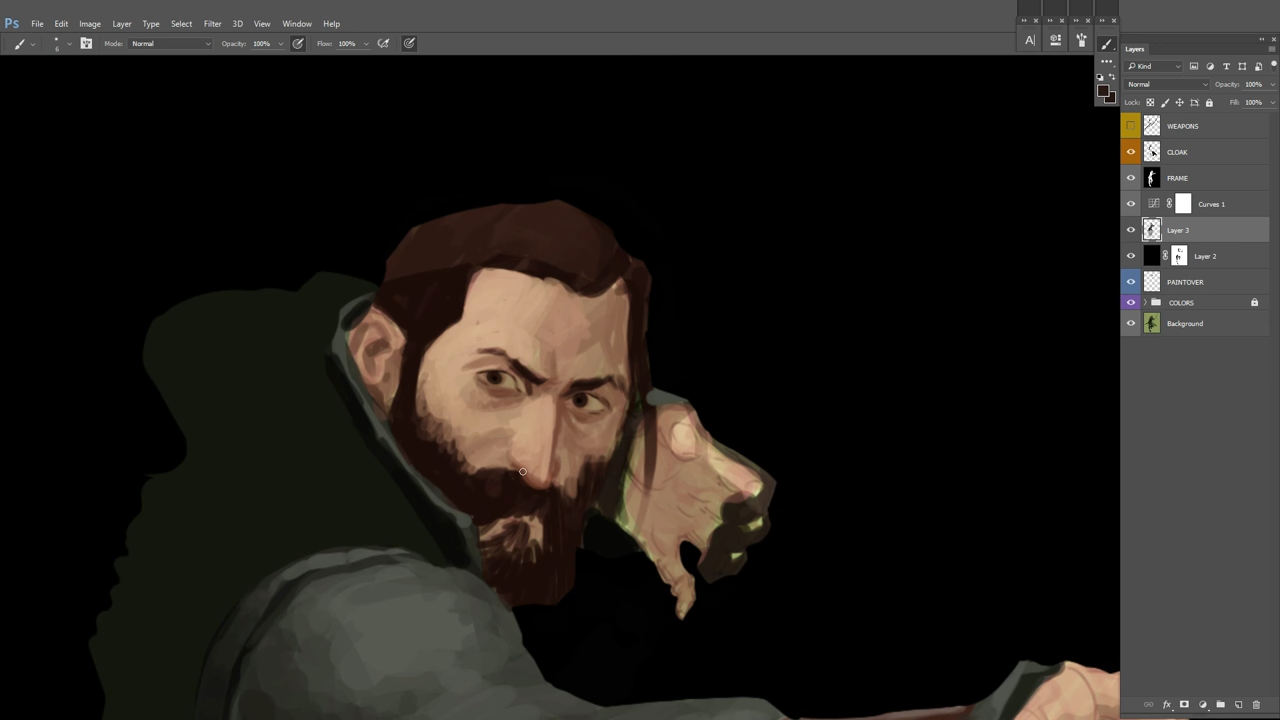 Ps File Edit Image Layer Type Select Filter 3D View Window Help
6 Mode: Normal Opacity: 100% Flow: 100%
A
Layers
Kind
Normal Opacity: 100%
Lock: Fill: 100%
WEAPONS
CLOAK
FRAME
Curves 1
Layer 3
Layer 2
PAINTOVER
COLORS
Background
fx